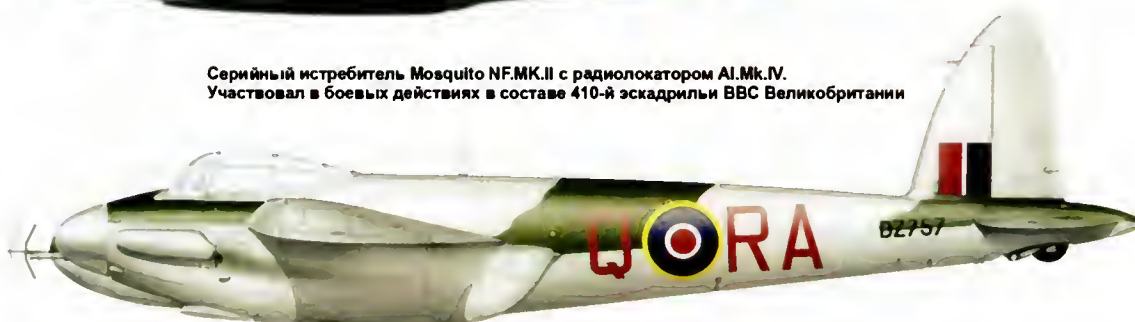 Серийный истребитель Mosquito NF.MK.II с радиолокатором AI.Mk.IV.
Участвовал в боевых действиях в составе 410-й эскадрильи ВВС Великобритании
Q RA
DZ757